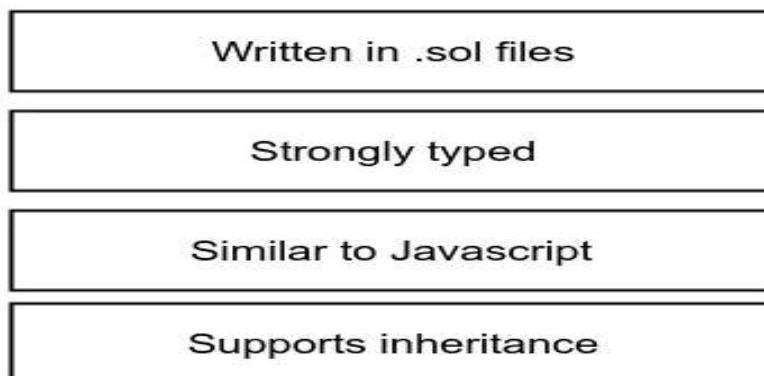 Written in .sol files
Strongly typed
Similar to Javascript
Supports inheritance